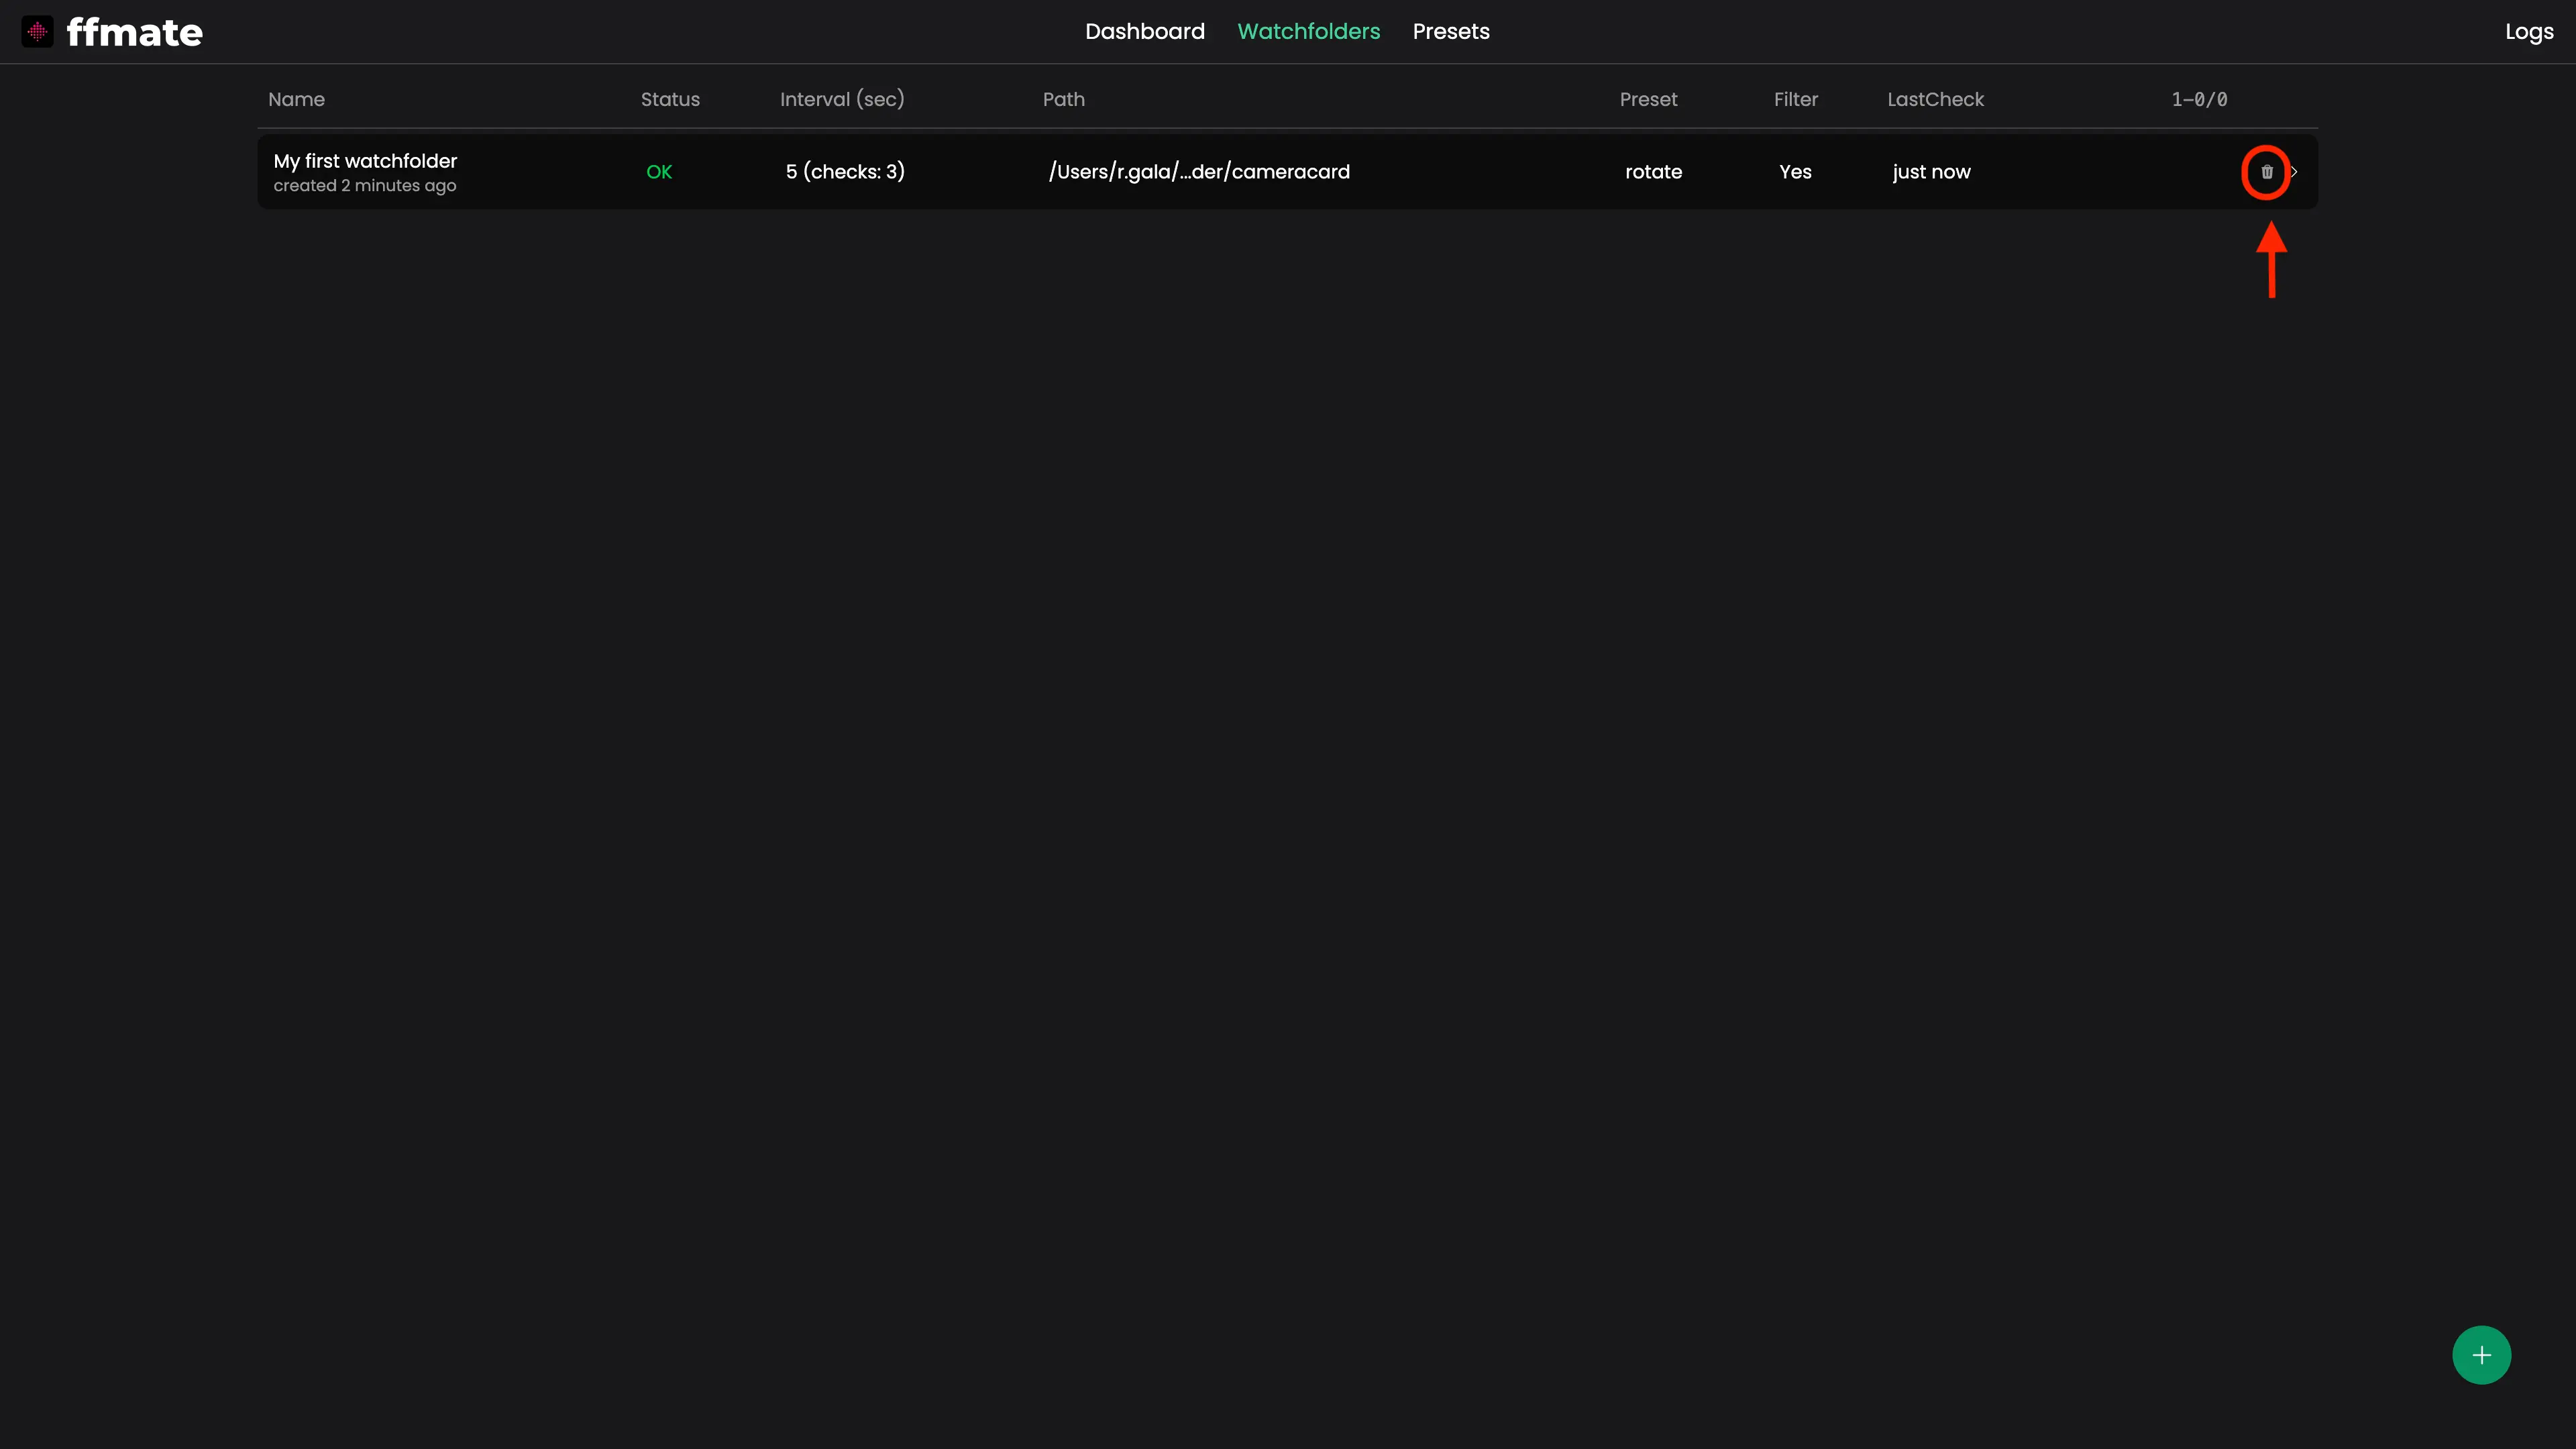 ffmate
Dashboard Watchfolders Presets
Logs
Name Status Interval (sec) Path Preset Filter LastCheck 1–0/0
My first watchfolder OK 5 (checks: 3) /Users/r.gala/...der/cameracard rotate Yes just now
created 2 minutes ago